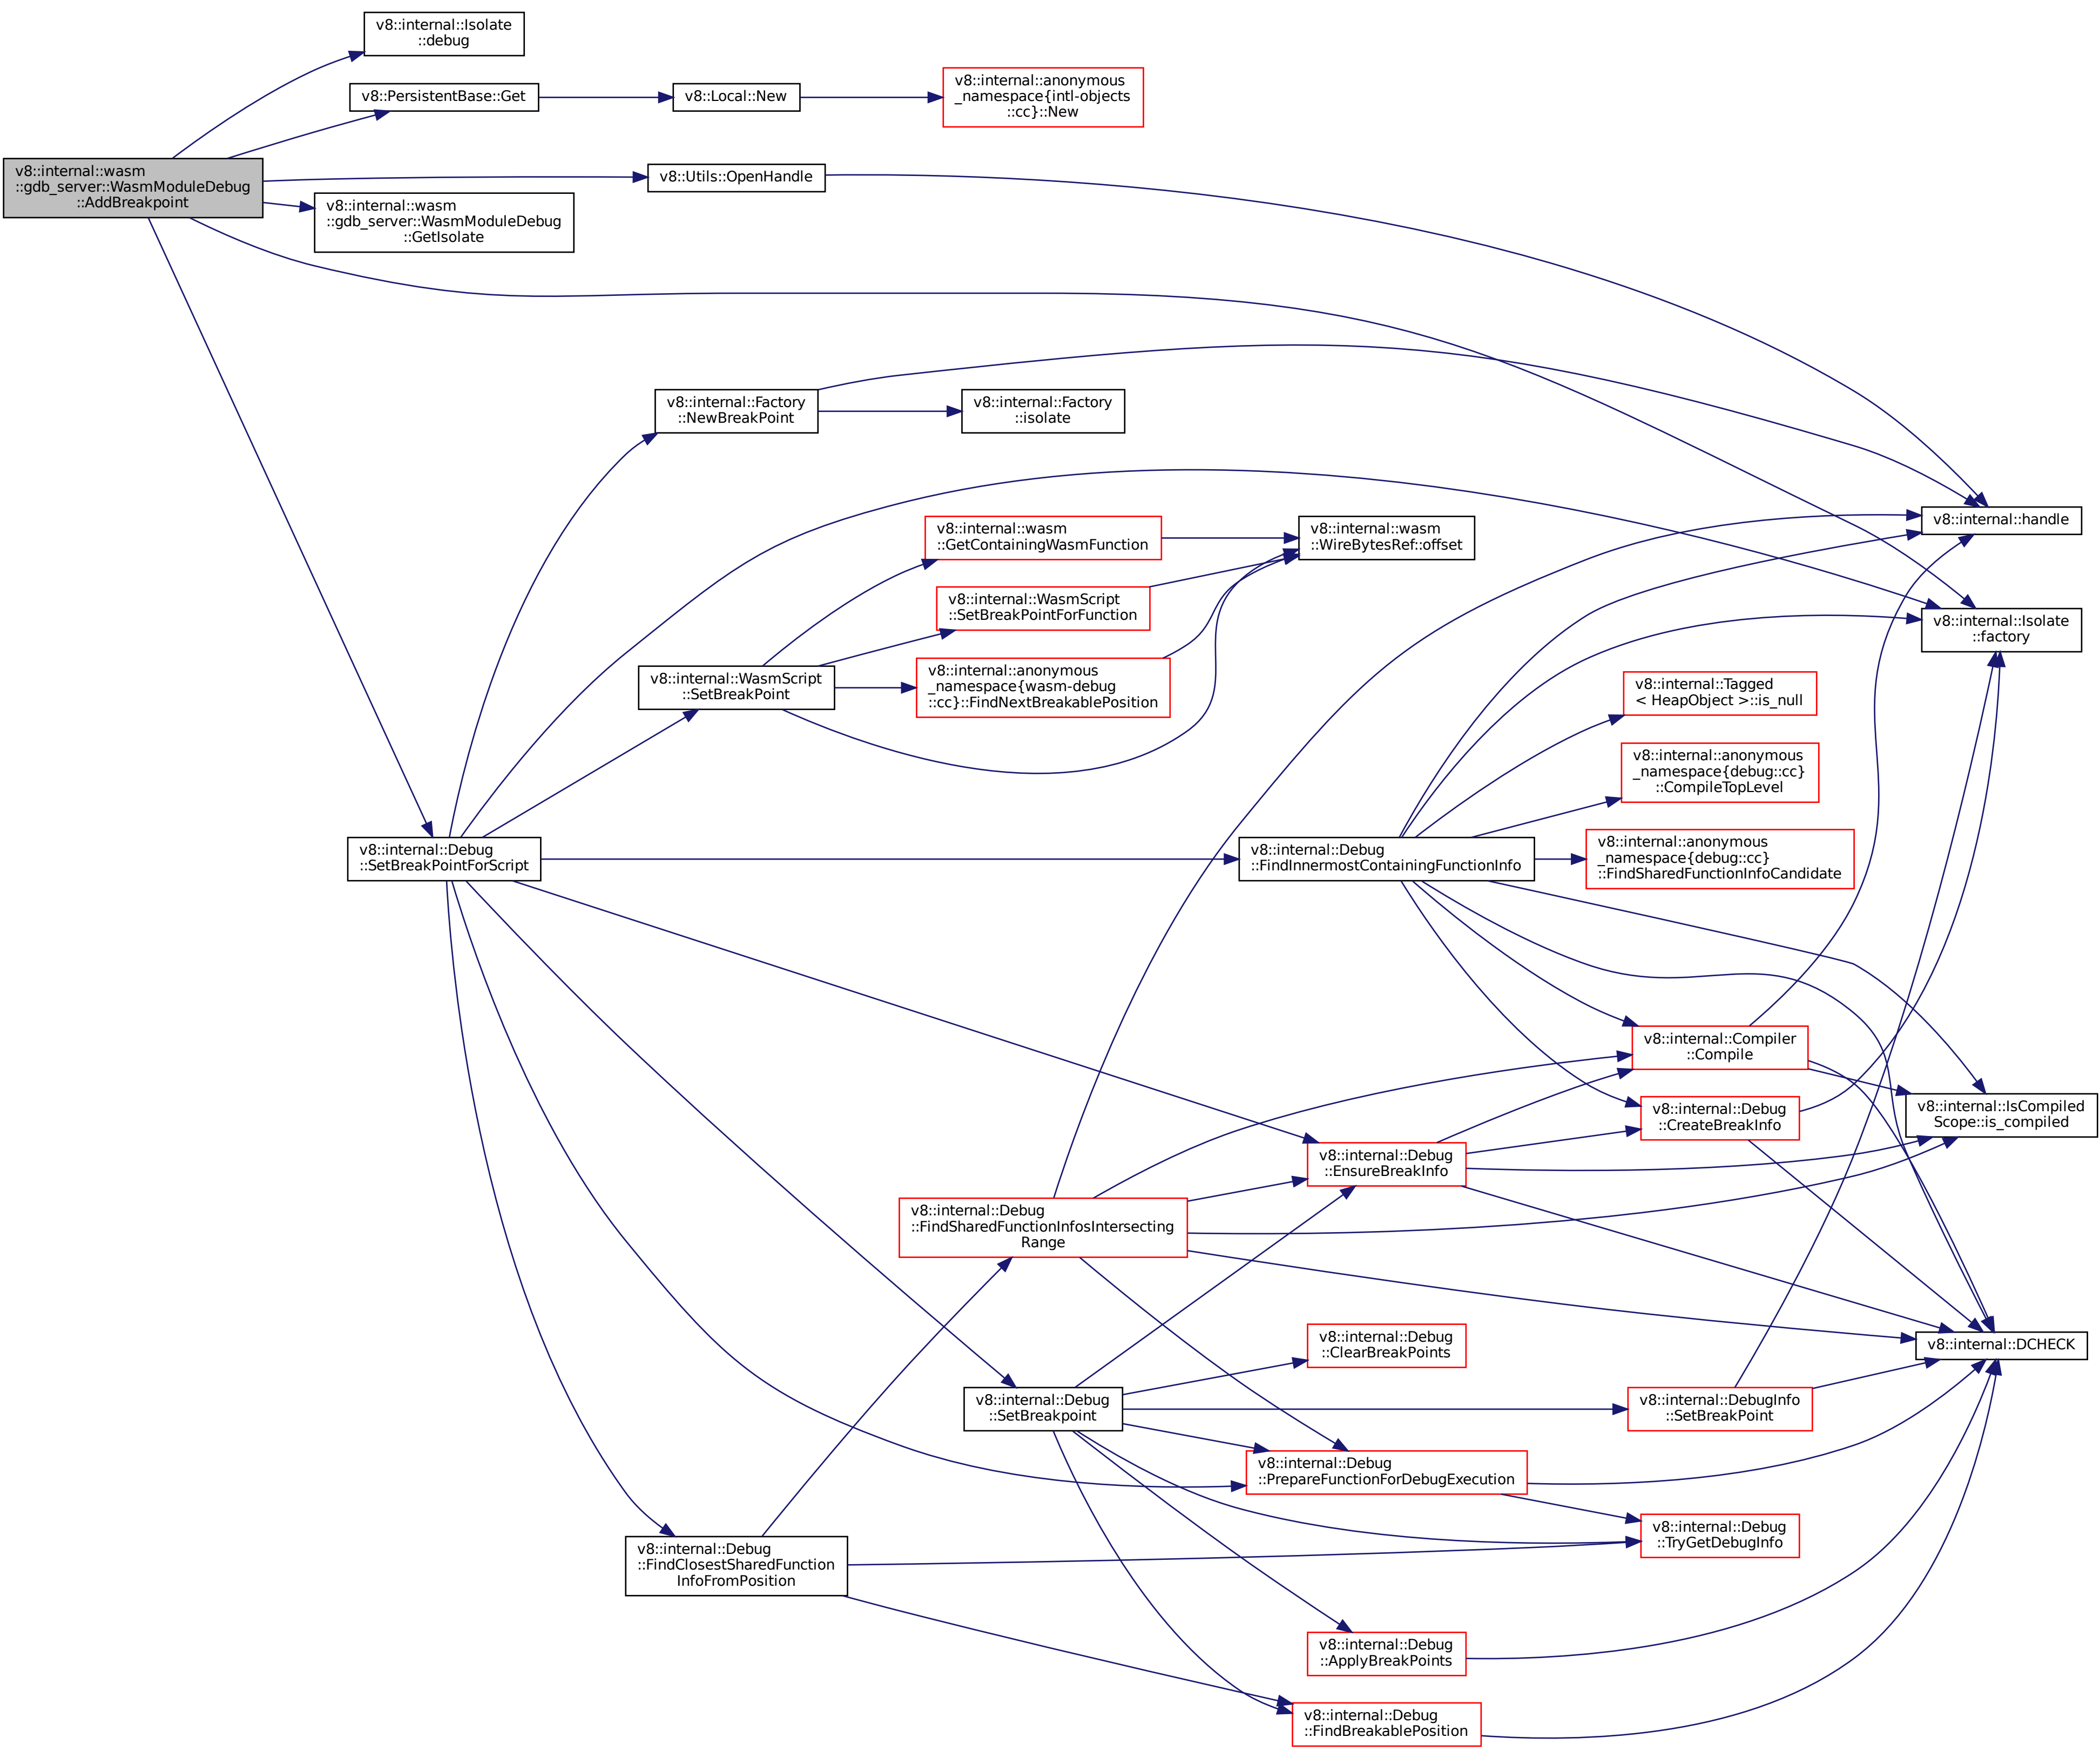 v8::internal::Isolate
::debug
v8::PersistentBase::Get
v8::Local::New
v8::internal::anonymous
_namespace{intl-objects
::cc}::New
v8::internal::wasm
::gdb_server::WasmModuleDebug
::AddBreakpoint
v8::Utils::OpenHandle
v8::internal::wasm
::gdb_server::WasmModuleDebug
::GetIsolate
v8::internal::Factory
::NewBreakPoint
v8::internal::Factory
::isolate
v8::internal::wasm
::GetContainingWasmFunction
v8::internal::wasm
::WireBytesRef::offset
v8::internal::handle
v8::internal::WasmScript
::SetBreakPointForFunction
v8::internal::Isolate
::factory
v8::internal::WasmScript
::SetBreakPoint
v8::internal::anonymous
_namespace{wasm-debug
::cc}::FindNextBreakablePosition
v8::internal::Tagged
< HeapObject >::is_null
v8::internal::anonymous
_namespace{debug::cc}
::CompileTopLevel
v8::internal::Debug
::SetBreakPointForScript
v8::internal::Debug
::FindInnermostContainingFunctionInfo
v8::internal::anonymous
_namespace{debug::cc}
::FindSharedFunctionInfoCandidate
v8::internal::Compiler
::Compile
v8::internal::Debug
::CreateBreakInfo
v8::internal::IsCompiled
Scope::is_compiled
v8::internal::Debug
::EnsureBreakInfo
v8::internal::Debug
::FindSharedFunctionInfosIntersecting
Range
v8::internal::Debug
::ClearBreakPoints
v8::internal::DCHECK
v8::internal::Debug
::SetBreakpoint
v8::internal::DebugInfo
::SetBreakPoint
v8::internal::Debug
::PrepareFunctionForDebugExecution
v8::internal::Debug
::TryGetDebugInfo
v8::internal::Debug
::FindClosestSharedFunction
InfoFromPosition
v8::internal::Debug
::ApplyBreakPoints
v8::internal::Debug
::FindBreakablePosition